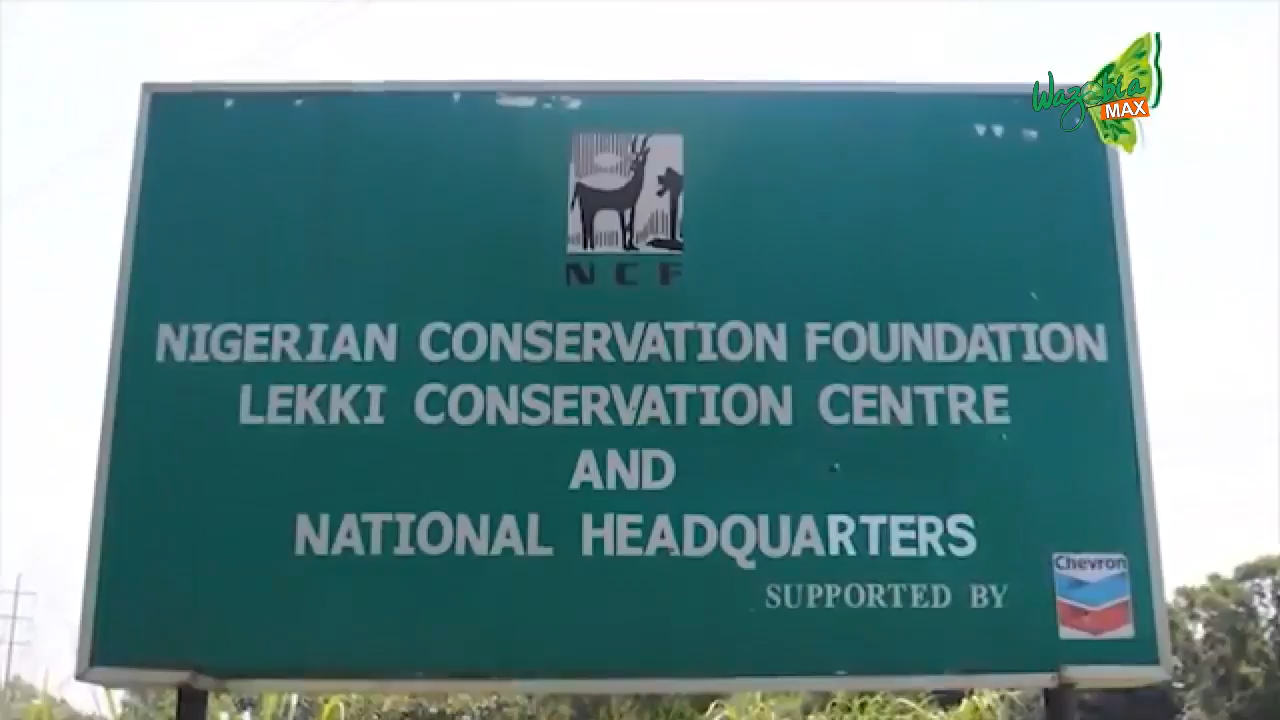 Wazobia
MAX
NCF
NIGERIAN CONSERVATION FOUNDATION
LEKKI CONSERVATION CENTRE
AND
NATIONAL HEADQUARTERS
SUPPORTED BY
Chevron